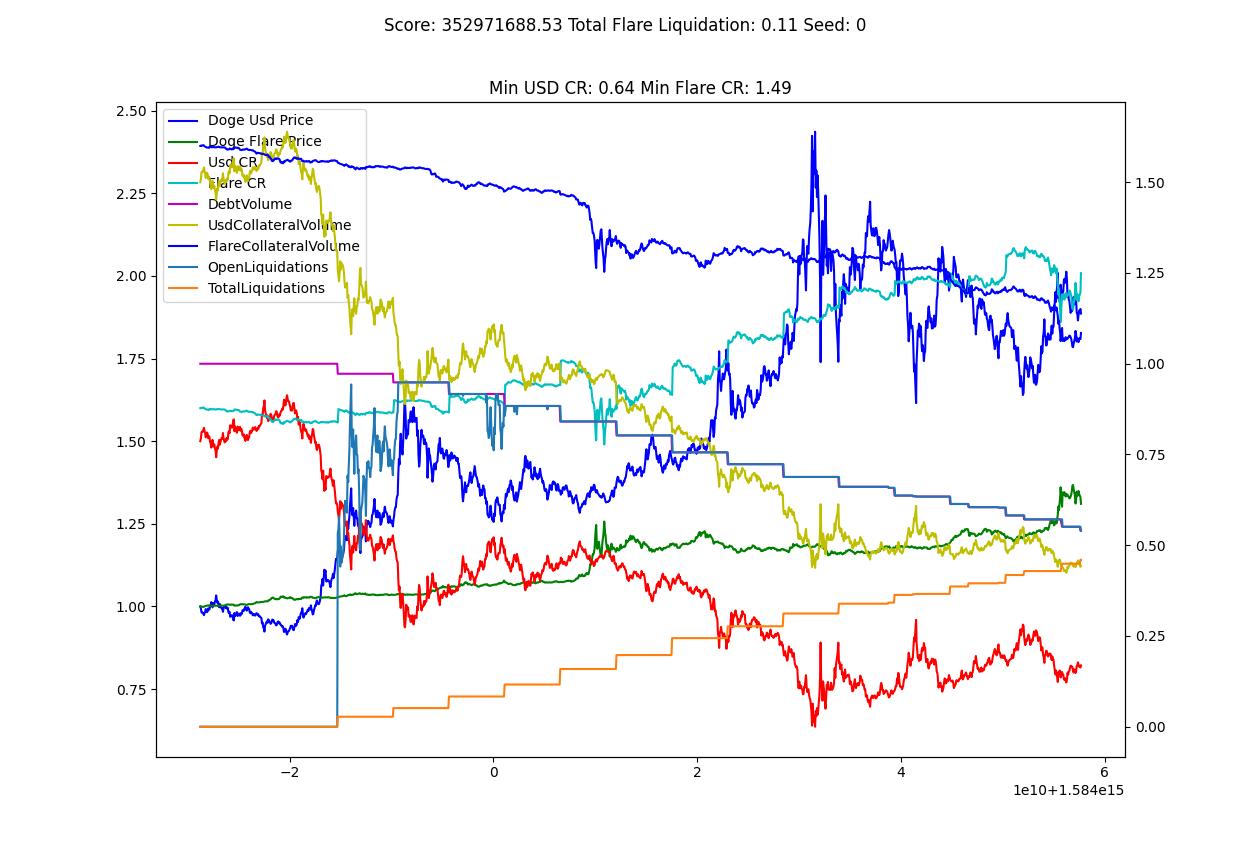 Score: 352971688.53 Total Flare Liquidation: 0.11 Seed: 0
Min USD CR: 0.64 Min Flare CR: 1.49
2.50
2.25
2.00
1.75
1.50
1.25
1.00
0.75
Doge Usd Price
Doge Flare Price
Usd CR
Flare CR
DebtVolume
UsdCollateralVolume
FlareCollateralVolume
OpenLiquidations
TotalLiquidations
1.50
1.25
1.00
0.75
0.50
0.25
0.00
−2
0
2
4
6
1e10+1.584e15